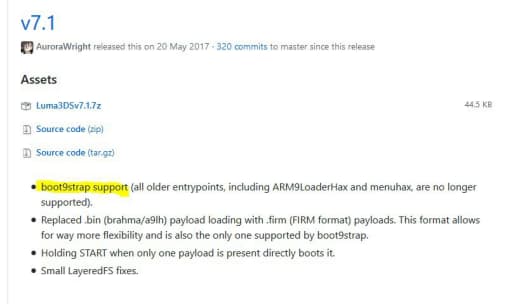 v7.1
AuroraWright released this on 20 May 2017 · 320 commits to master since this release
Assets
Luma3DSv7.1.7z 44.5 KB
Source code (zip)
Source code (tar.gz)
• boot9strap support (all older entrypoints, including ARM9LoaderHax and menuhax, are no longer
supported).
• Replaced .bin (brahma/a9lh) payload loading with .firm (FIRM format) payloads. This format allows
for way more flexibility and is also the only one supported by boot9strap.
• Holding START when only one payload is present directly boots it.
• Small LayeredFS fixes.